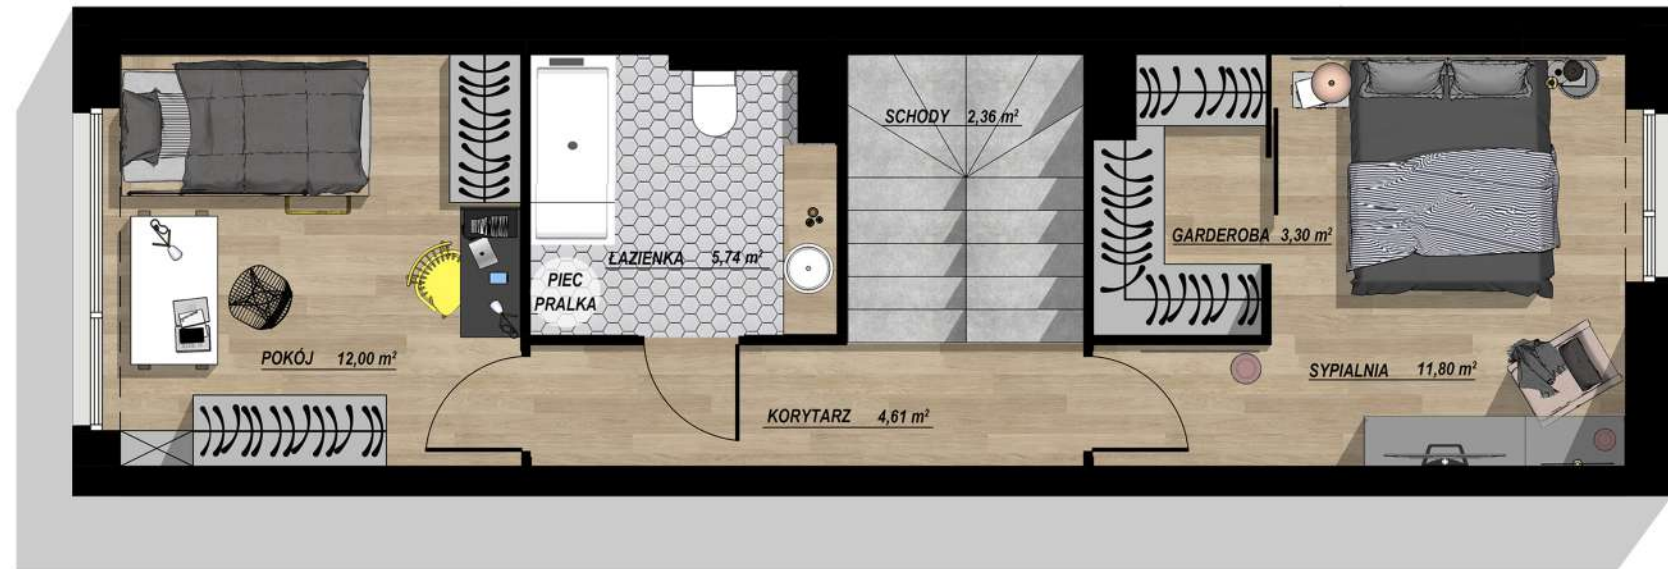 SCHODY 2,36 m²
GARDEROBA 3,30 m²
ŁAZIENKA 5,74 m²
PIEC
PRALKA
POKÓJ 12,00 m²
SYPIALNIA 11,80 m²
KORYTARZ 4,61 m²